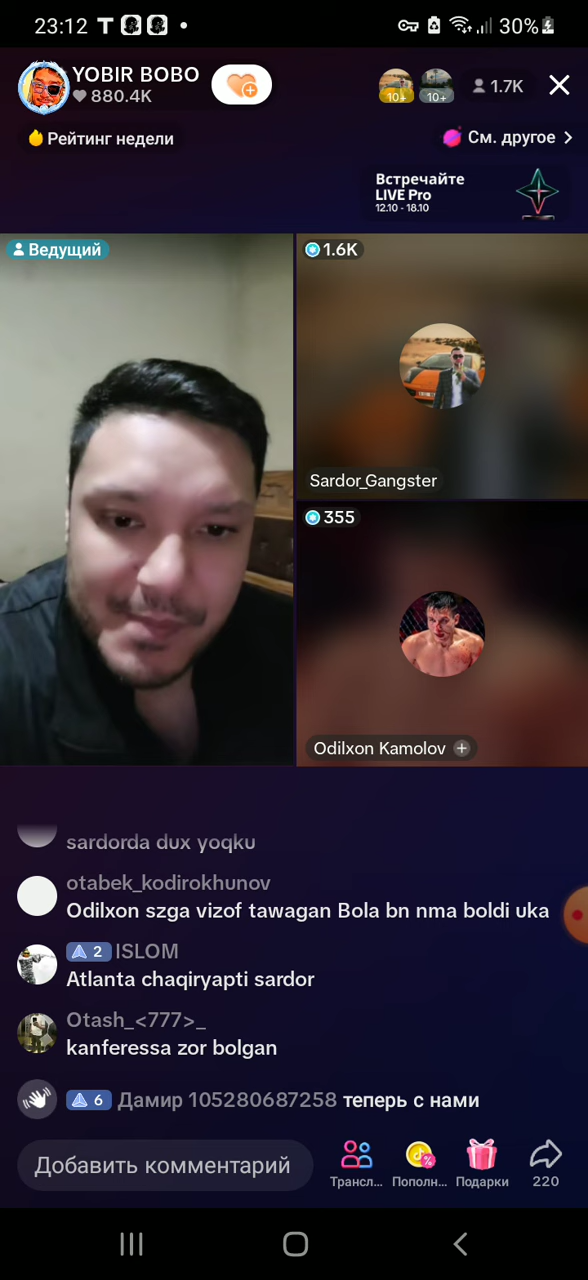 23:12
30%
YOBIR BOBO
880.4K
10+
10+
1.7K
Рейтинг недели
См. другое
Встречайте
LIVE Pro
12.10 - 18.10
Ведущий
1.6K
Sardor_Gangster
355
Odilxon Kamolov
sardorda dux yoqku
otabek_kodirokhunov
Odilxon szga vizof tawagan Bola bn nma boldi uka
2 ISLOM
Atlanta chaqiryapti sardor
Otash_<777>_
kanferessa zor bolgan
6 Дамир 105280687258 теперь с нами
Добавить комментарий
Трансл...
Пополн...
Подарки
220